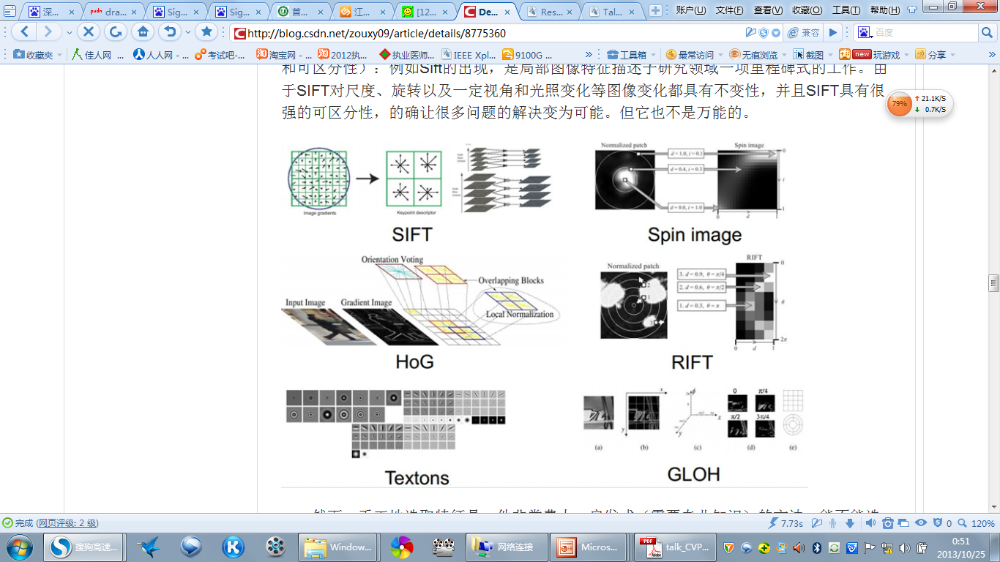 深...
pudn dra...
Sig...
Sig...
首...
江...
[12...
De...
Res...
Tal...
账户(U) 文件(F) 查看(V) 收藏(O) 工具(T) 帮助(H)
http://blog.csdn.net/zouxy09/article/details/8775360
兼容
百度
收藏夹
佳人网 ...
人人网 - ...
考试吧-...
淘宝网 - ...
2012执...
执业医师...
IEEE Xpl...
9100G ...
工具箱
最常访问
无痕浏览
截图
new 玩游戏
分享
和可区分性）：例如Sift的出现，是局部图像特征描述子研究领域一项里程碑式的工作。由
于SIFT对尺度、旋转以及一定视角和光照变化等图像变化都具有不变性，并且SIFT具有很
强的可区分性，的确让很多问题的解决变为可能。但它也不是万能的。
79%
21.1K/S
0.7K/S
Image gradients
Keypoint descriptor
SIFT
Normalized patch
Spin image
d = 1.0, i = 0.1
d = 0.4, i = 0.3
d = 0.0, i = 1.0
0
i
1
0 d 1
Spin image
Orientation Voting
Overlapping Blocks
Input Image
Gradient Image
Local Normalization
HoG
Normalized patch
RIFT
3. d = 0.9, θ = π/4
2. d = 0.6, θ = π/2
1. d = 0.3, θ = π
2
1
0
θ
2π
0 d 1
RIFT
Textons
x
y
x
y
0
π/4
π/2
3π/4
(a)
(b)
(c)
(d)
(e)
GLOH
完成 (网页评级: 2 级)
7.73s
0
120%
搜狗高速...
Window...
网络连接
Micros...
talk_CVP...
0:51
2013/10/25